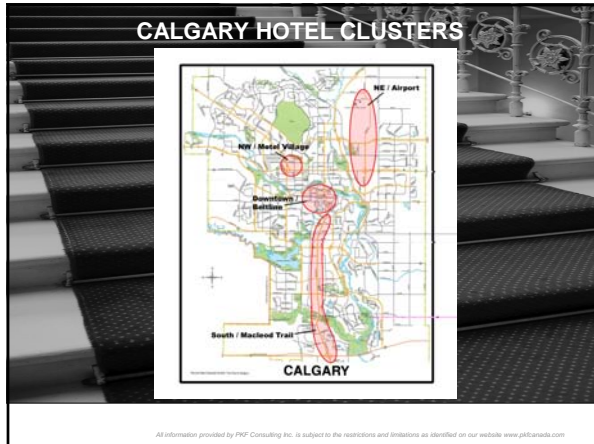 CALGARY HOTEL CLUSTERS
NE / Airport
NW / Motel Village
Downtown /
Beltline
South / Macleod Trail
CALGARY
All information provided by PKF Consulting Inc. is subject to the restrictions and limitations as identified on our website www.pkfcanada.com